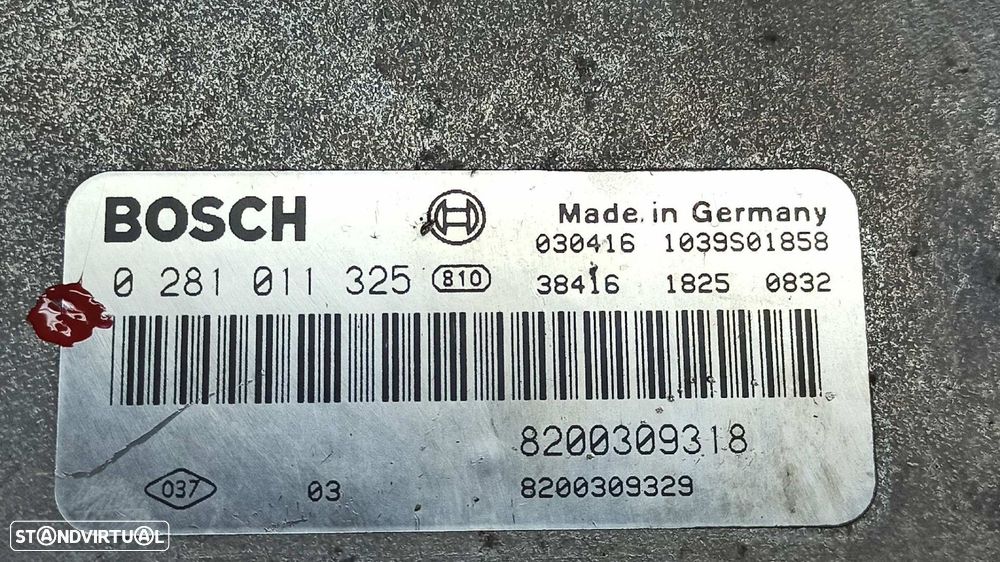 BOSCH
Made in Germany
030416 1039S01858
0 281 011 325 810
38416 1825 0832
8200309318
037 03 8200309329
STANDVIRTUAL